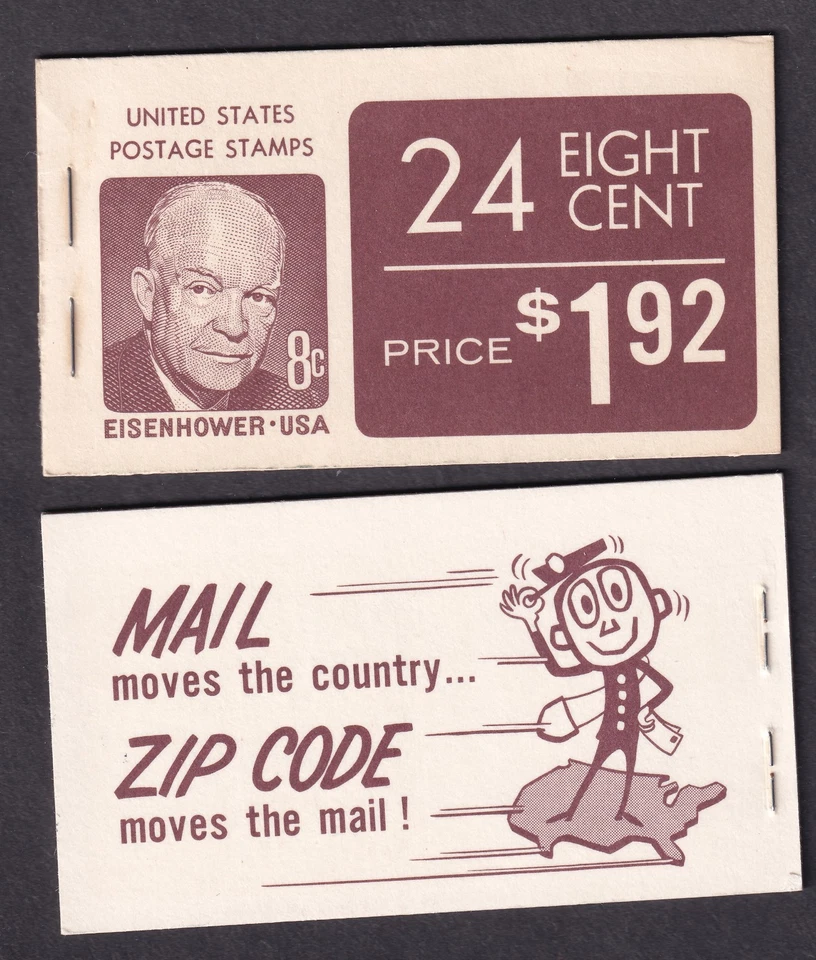 UNITED STATES
POSTAGE STAMPS
8c
EISENHOWER·USA
24 EIGHT CENT
PRICE $192
MAIL
moves the country...
ZIP CODE
moves the mail!